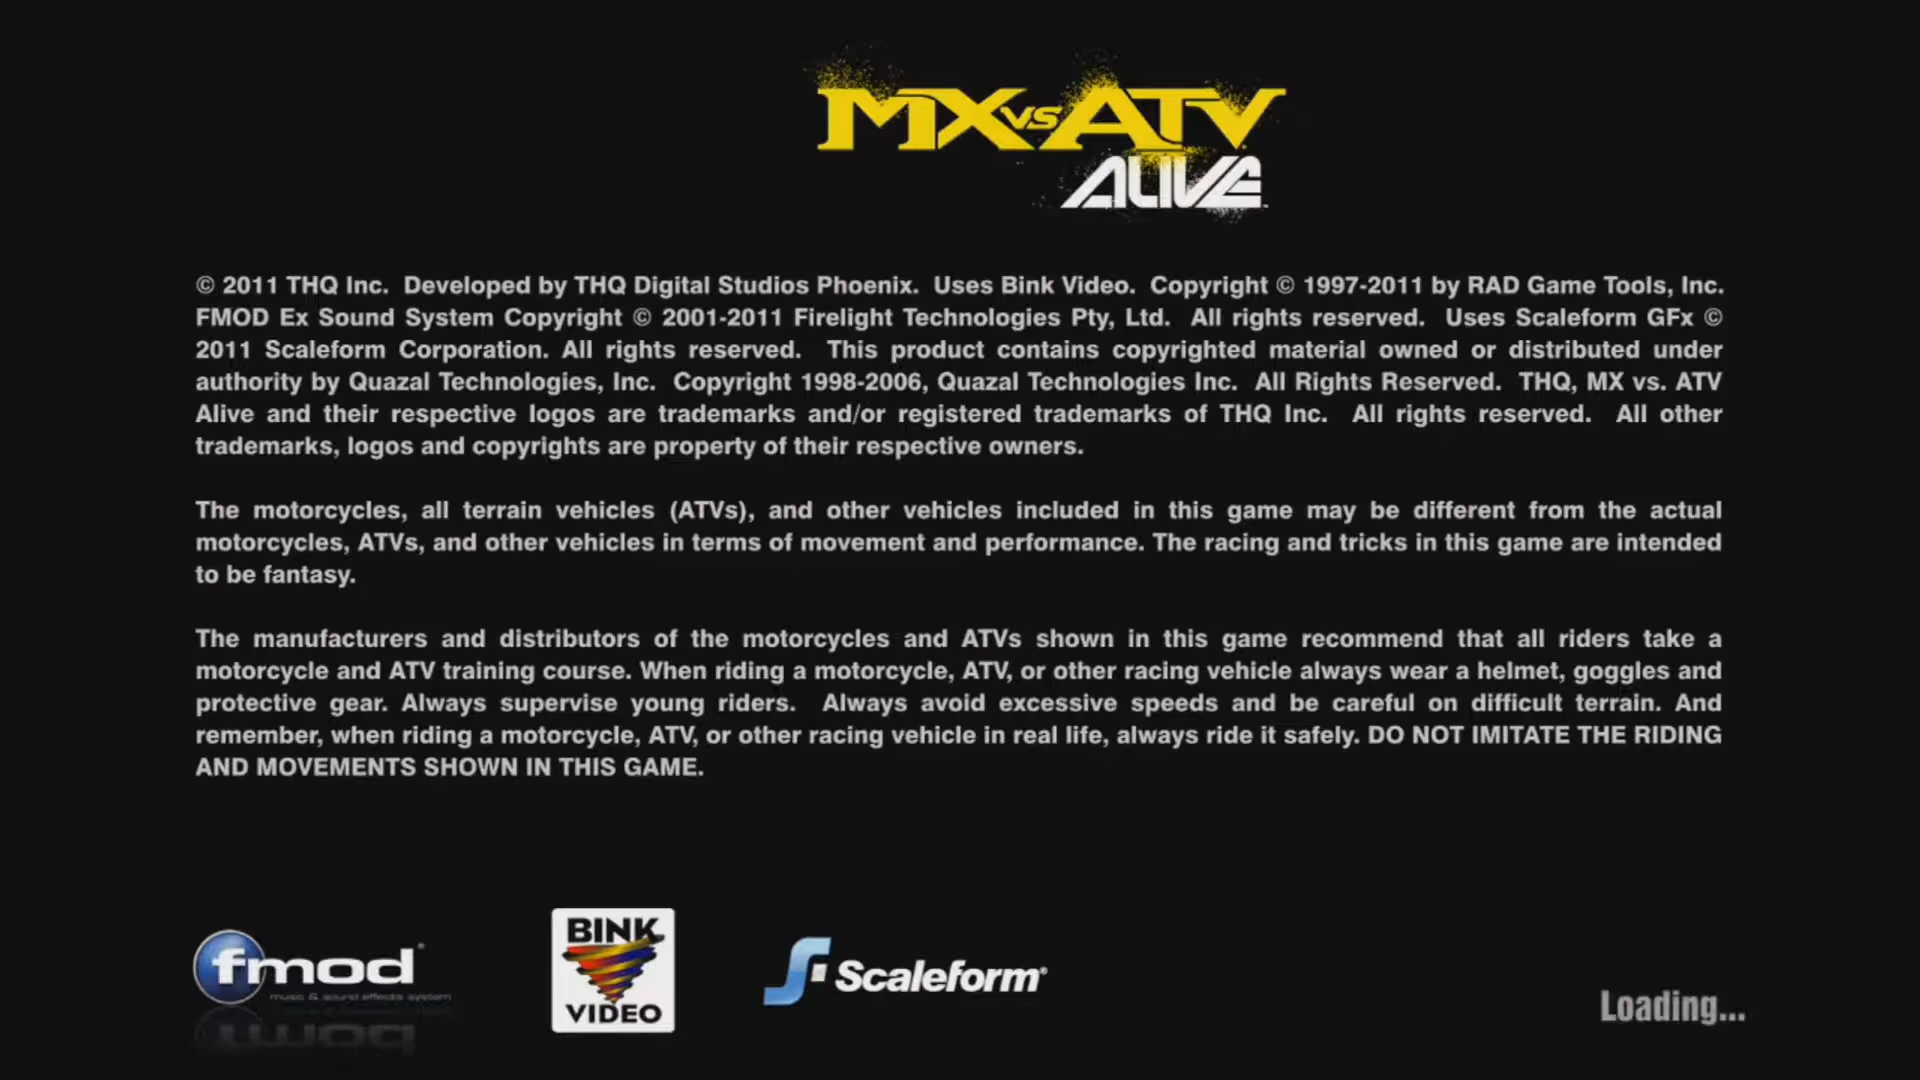 MX vs ATV
ALIVE
© 2011 THQ Inc.  Developed by THQ Digital Studios Phoenix.  Uses Bink Video.  Copyright © 1997-2011 by RAD Game Tools, Inc.
FMOD Ex Sound System Copyright © 2001-2011 Firelight Technologies Pty, Ltd.  All rights reserved.  Uses Scaleform GFx ©
2011 Scaleform Corporation. All rights reserved.  This product contains copyrighted material owned or distributed under
authority by Quazal Technologies, Inc.  Copyright 1998-2006, Quazal Technologies Inc.  All Rights Reserved.  THQ, MX vs. ATV
Alive and their respective logos are trademarks and/or registered trademarks of THQ Inc.  All rights reserved.  All other
trademarks, logos and copyrights are property of their respective owners.
The motorcycles, all terrain vehicles (ATVs), and other vehicles included in this game may be different from the actual
motorcycles, ATVs, and other vehicles in terms of movement and performance. The racing and tricks in this game are intended
to be fantasy.
The manufacturers and distributors of the motorcycles and ATVs shown in this game recommend that all riders take a
motorcycle and ATV training course. When riding a motorcycle, ATV, or other racing vehicle always wear a helmet, goggles and
protective gear. Always supervise young riders.  Always avoid excessive speeds and be careful on difficult terrain. And
remember, when riding a motorcycle, ATV, or other racing vehicle in real life, always ride it safely. DO NOT IMITATE THE RIDING
AND MOVEMENTS SHOWN IN THIS GAME.
fmod
music & sound effects system
BINK
VIDEO
Scaleform®
Loading...